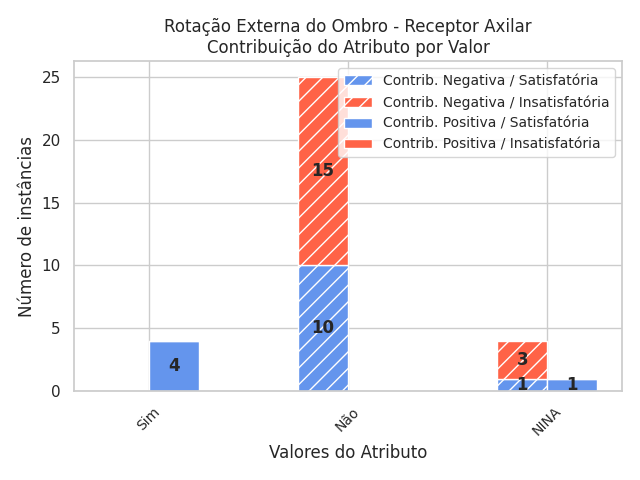 Rotação Externa do Ombro - Receptor Axilar
Contribuição do Atributo por Valor
Contrib. Negativa / Satisfatória
Contrib. Negativa / Insatisfatória
Contrib. Positiva / Satisfatória
Contrib. Positiva / Insatisfatória
Número de instâncias
25
20
15
10
5
0
4
15
10
3
1
1
Sim
Não
NINA
Valores do Atributo